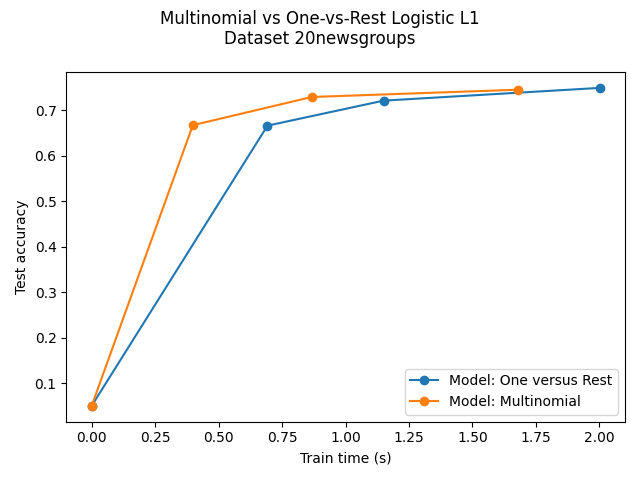 Multinomial vs One-vs-Rest Logistic L1
Dataset 20newsgroups
0.7
0.6
0.5
0.4
0.3
0.2
0.1
Test accuracy
Model: One versus Rest
Model: Multinomial
0.00 0.25 0.50 0.75 1.00 1.25 1.50 1.75 2.00
Train time (s)